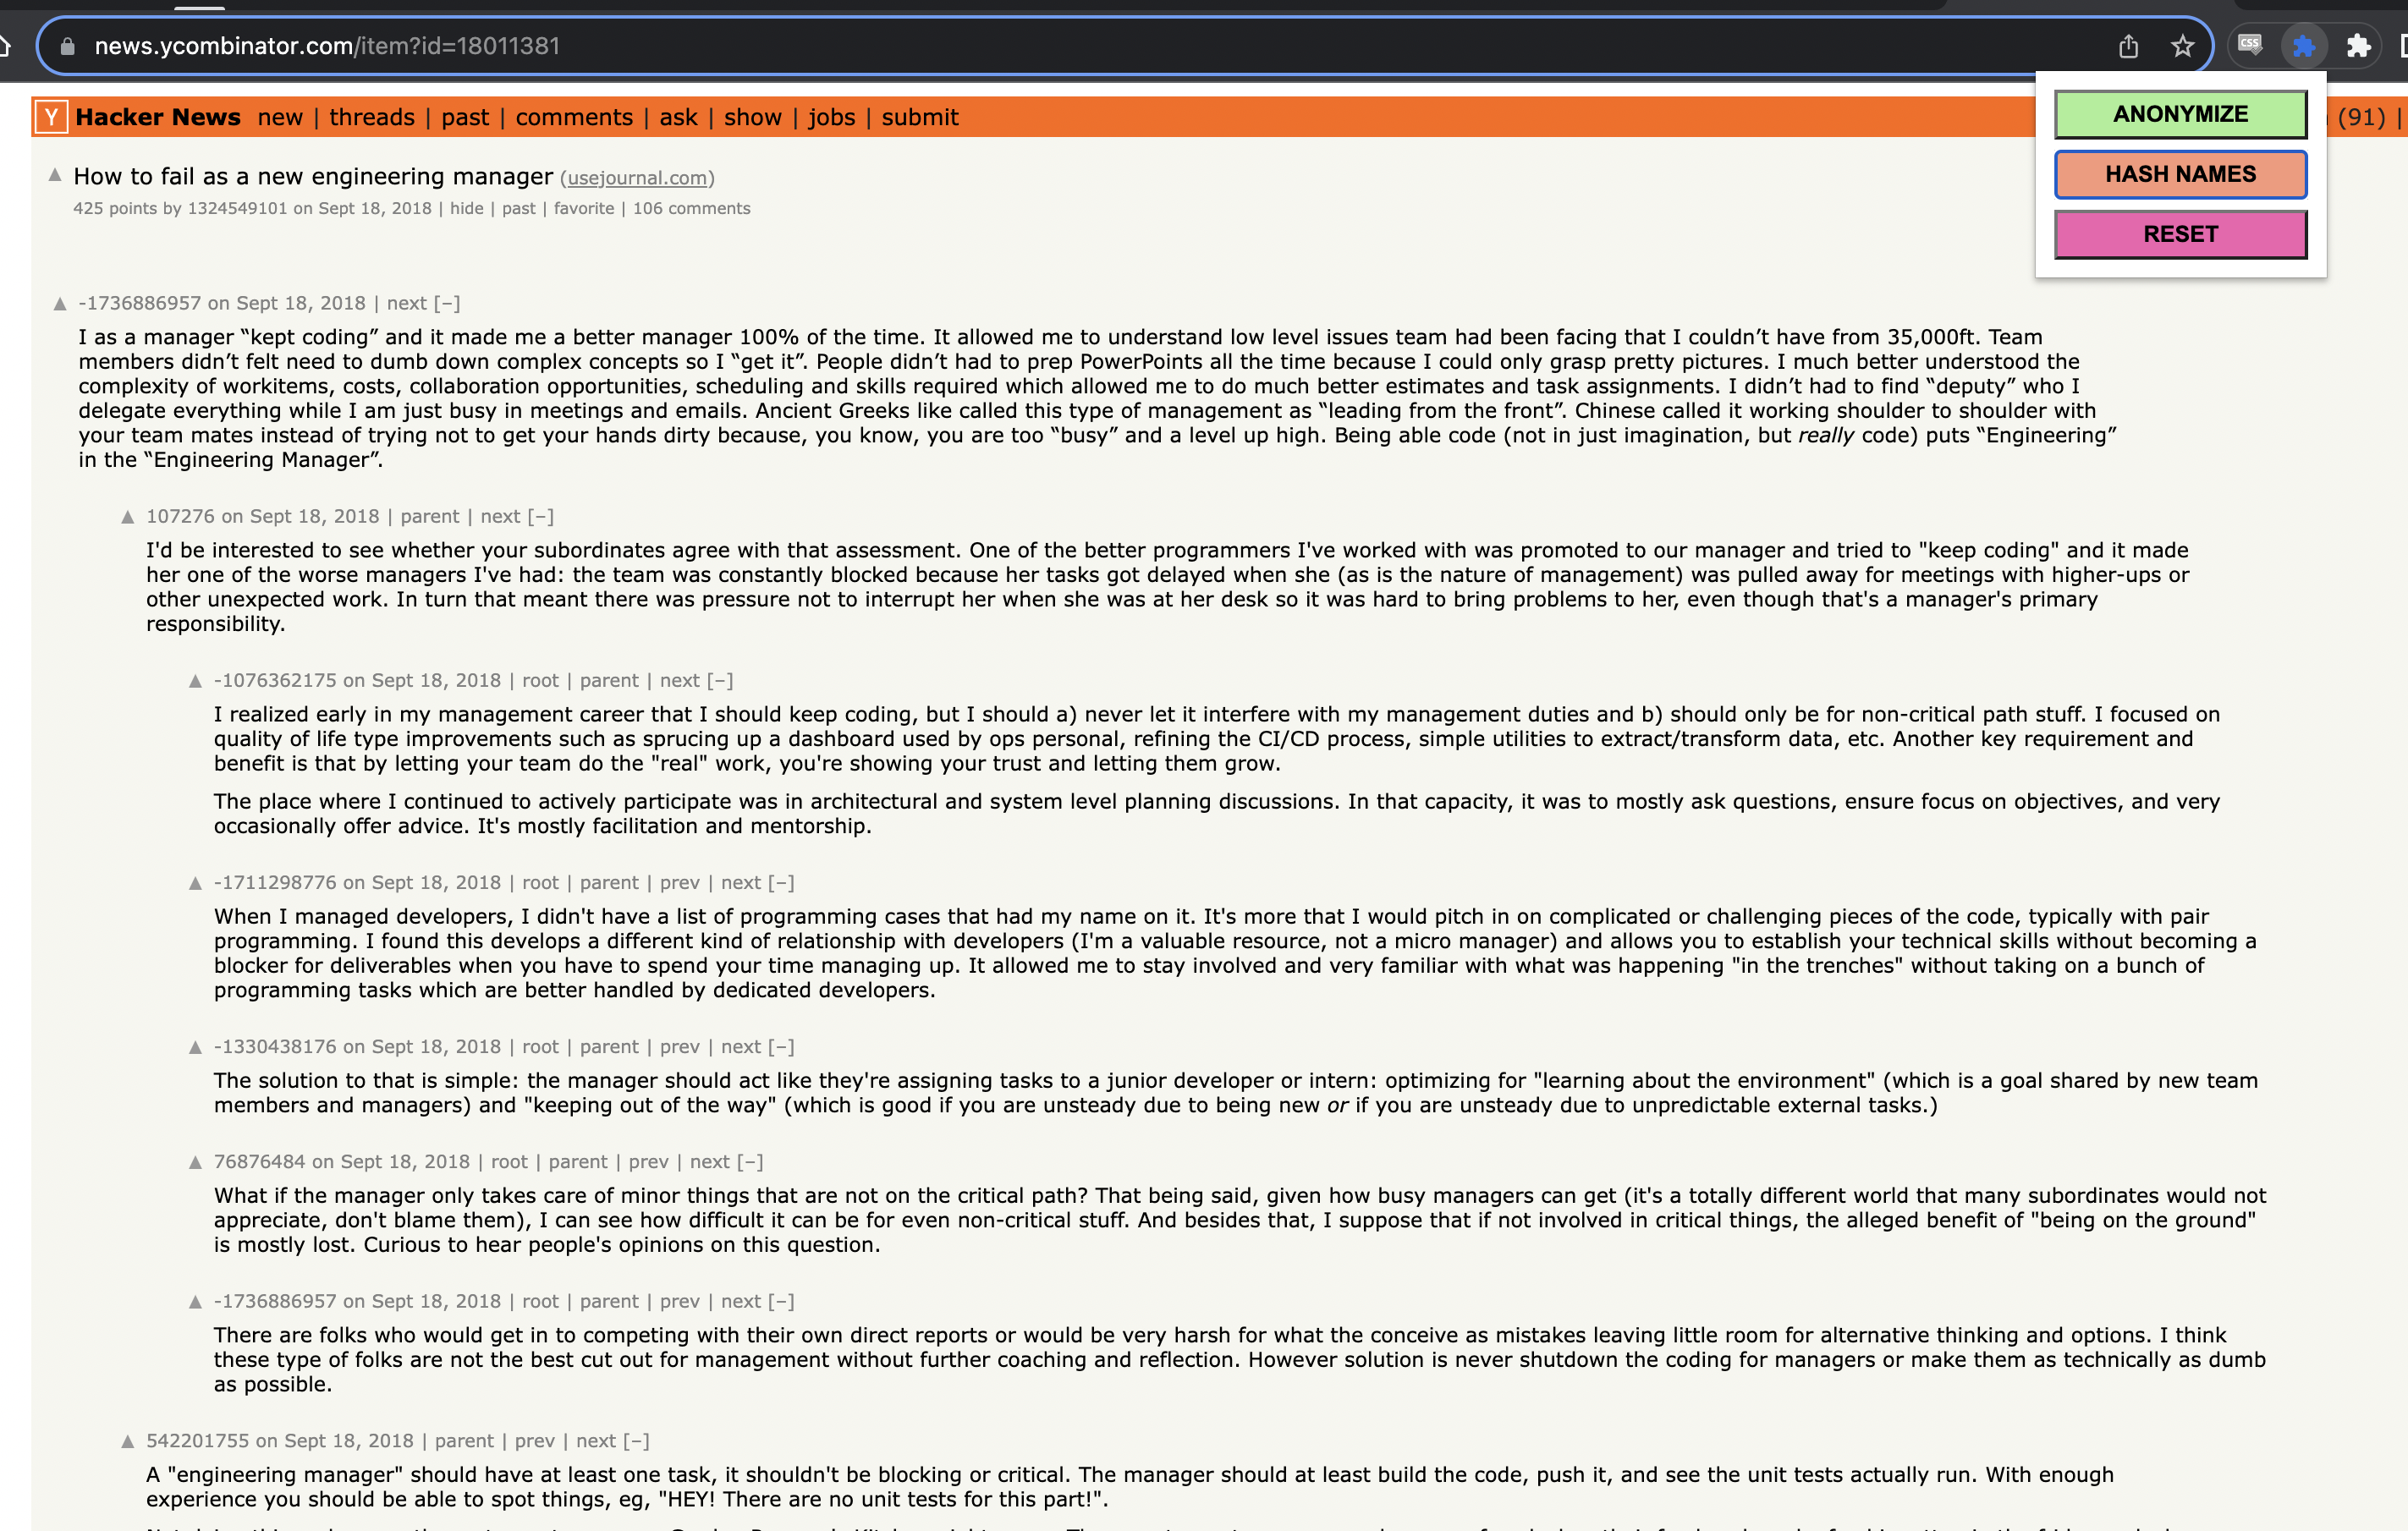 news.ycombinator.com/item?id=18011381
CSS
ANONYMIZE
HASH NAMES
RESET
Y Hacker News new | threads | past | comments | ask | show | jobs | submit
(91) |
How to fail as a new engineering manager (usejournal.com)
425 points by 1324549101 on Sept 18, 2018 | hide | past | favorite | 106 comments
-1736886957 on Sept 18, 2018 | next [–]
I as a manager “kept coding” and it made me a better manager 100% of the time. It allowed me to understand low level issues team had been facing that I couldn’t have from 35,000ft. Team
members didn’t felt need to dumb down complex concepts so I “get it”. People didn’t had to prep PowerPoints all the time because I could only grasp pretty pictures. I much better understood the
complexity of workitems, costs, collaboration opportunities, scheduling and skills required which allowed me to do much better estimates and task assignments. I didn’t had to find “deputy” who I
delegate everything while I am just busy in meetings and emails. Ancient Greeks like called this type of management as “leading from the front”. Chinese called it working shoulder to shoulder with
your team mates instead of trying not to get your hands dirty because, you know, you are too “busy” and a level up high. Being able code (not in just imagination, but really code) puts “Engineering”
in the “Engineering Manager”.
107276 on Sept 18, 2018 | parent | next [–]
I'd be interested to see whether your subordinates agree with that assessment. One of the better programmers I've worked with was promoted to our manager and tried to "keep coding" and it made
her one of the worse managers I've had: the team was constantly blocked because her tasks got delayed when she (as is the nature of management) was pulled away for meetings with higher-ups or
other unexpected work. In turn that meant there was pressure not to interrupt her when she was at her desk so it was hard to bring problems to her, even though that's a manager's primary
responsibility.
-1076362175 on Sept 18, 2018 | root | parent | next [–]
I realized early in my management career that I should keep coding, but I should a) never let it interfere with my management duties and b) should only be for non-critical path stuff. I focused on
quality of life type improvements such as sprucing up a dashboard used by ops personal, refining the CI/CD process, simple utilities to extract/transform data, etc. Another key requirement and
benefit is that by letting your team do the "real" work, you're showing your trust and letting them grow.
The place where I continued to actively participate was in architectural and system level planning discussions. In that capacity, it was to mostly ask questions, ensure focus on objectives, and very
occasionally offer advice. It's mostly facilitation and mentorship.
-1711298776 on Sept 18, 2018 | root | parent | prev | next [–]
When I managed developers, I didn't have a list of programming cases that had my name on it. It's more that I would pitch in on complicated or challenging pieces of the code, typically with pair
programming. I found this develops a different kind of relationship with developers (I'm a valuable resource, not a micro manager) and allows you to establish your technical skills without becoming a
blocker for deliverables when you have to spend your time managing up. It allowed me to stay involved and very familiar with what was happening "in the trenches" without taking on a bunch of
programming tasks which are better handled by dedicated developers.
-1330438176 on Sept 18, 2018 | root | parent | prev | next [–]
The solution to that is simple: the manager should act like they're assigning tasks to a junior developer or intern: optimizing for "learning about the environment" (which is a goal shared by new team
members and managers) and "keeping out of the way" (which is good if you are unsteady due to being new or if you are unsteady due to unpredictable external tasks.)
76876484 on Sept 18, 2018 | root | parent | prev | next [–]
What if the manager only takes care of minor things that are not on the critical path? That being said, given how busy managers can get (it's a totally different world that many subordinates would not
appreciate, don't blame them), I can see how difficult it can be for even non-critical stuff. And besides that, I suppose that if not involved in critical things, the alleged benefit of "being on the ground"
is mostly lost. Curious to hear people's opinions on this question.
-1736886957 on Sept 18, 2018 | root | parent | prev | next [–]
There are folks who would get in to competing with their own direct reports or would be very harsh for what the conceive as mistakes leaving little room for alternative thinking and options. I think
these type of folks are not the best cut out for management without further coaching and reflection. However solution is never shutdown the coding for managers or make them as technically as dumb
as possible.
542201755 on Sept 18, 2018 | parent | prev | next [–]
A "engineering manager" should have at least one task, it shouldn't be blocking or critical. The manager should at least build the code, push it, and see the unit tests actually run. With enough
experience you should be able to spot things, eg, "HEY! There are no unit tests for this part!".